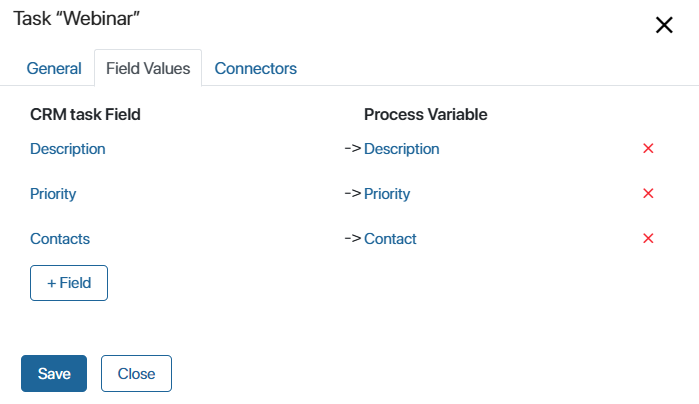 Task “Webinar”
General Field Values Connectors
CRM task Field Process Variable
Description -> Description
Priority -> Priority
Contacts -> Contact
+ Field
Save Close